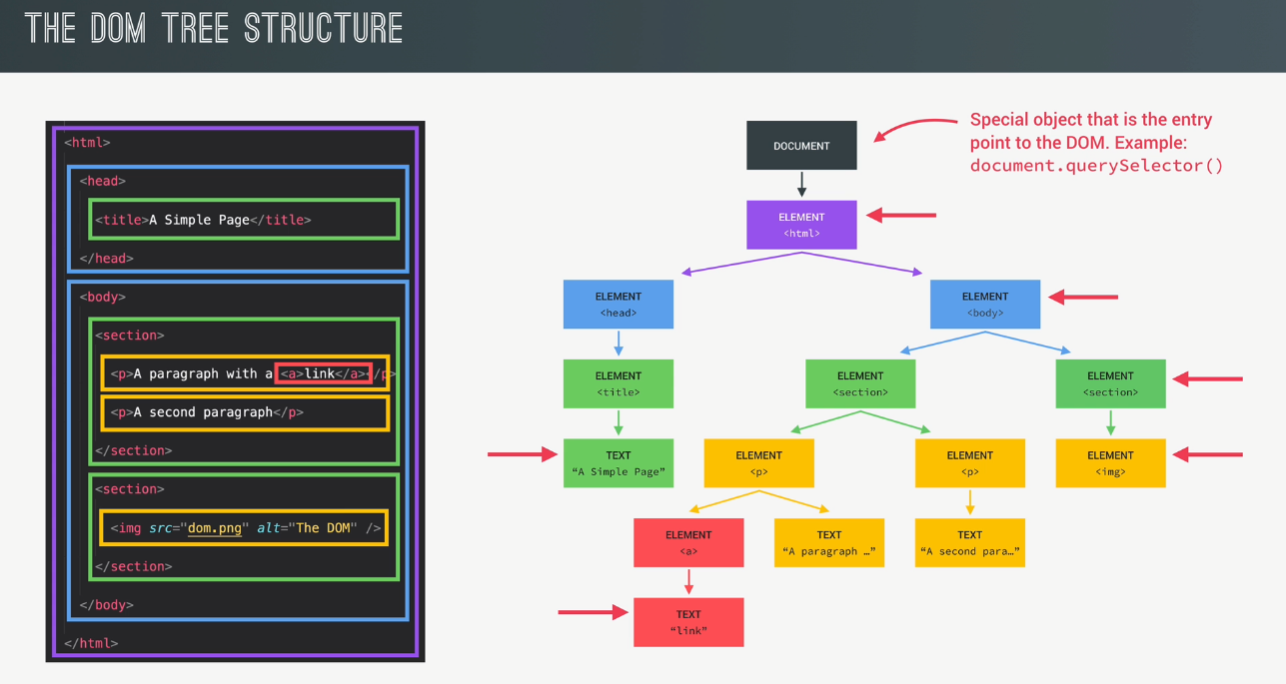 THE DOM TREE STRUCTURE
<html>
<head>
<title>A Simple Page</title>
</head>
<body>
<section>
<p>A paragraph with a <a>link</a></p>
<p>A second paragraph</p>
</section>
<section>
<img src="dom.png" alt="The DOM" />
</section>
</body>
</html>
Special object that is the entry
point to the DOM. Example:
document.querySelector()
DOCUMENT
ELEMENT
<html>
ELEMENT
<head>
ELEMENT
<body>
ELEMENT
<title>
ELEMENT
<section>
ELEMENT
<section>
TEXT
“A Simple Page”
ELEMENT
<p>
ELEMENT
<p>
ELEMENT
<img>
ELEMENT
<a>
TEXT
“A paragraph …”
TEXT
“A second para…”
TEXT
“link”